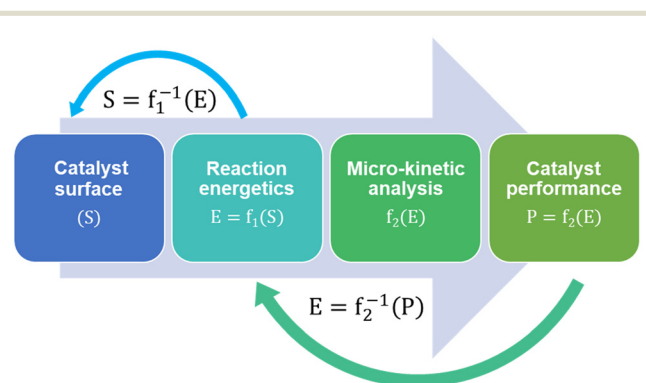 S = f₁⁻¹(E)
Catalyst
surface
(S)
Reaction
energetics
E = f₁(S)
Micro-kinetic
analysis
f₂(E)
Catalyst
performance
P = f₂(E)
E = f₂⁻¹(P)